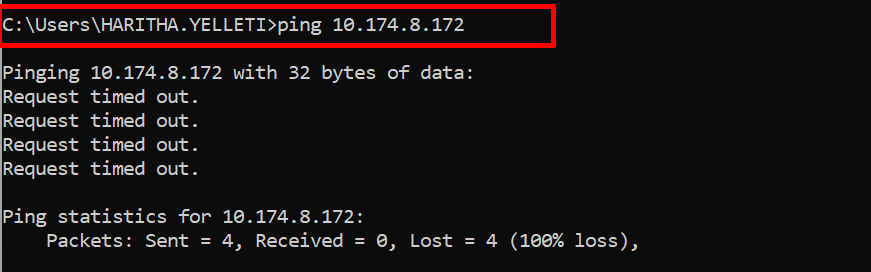 C:\Users\HARITHA.YELLETI>ping 10.174.8.172
Pinging 10.174.8.172 with 32 bytes of data:
Request timed out.
Request timed out.
Request timed out.
Request timed out.
Ping statistics for 10.174.8.172:
    Packets: Sent = 4, Received = 0, Lost = 4 (100% loss),